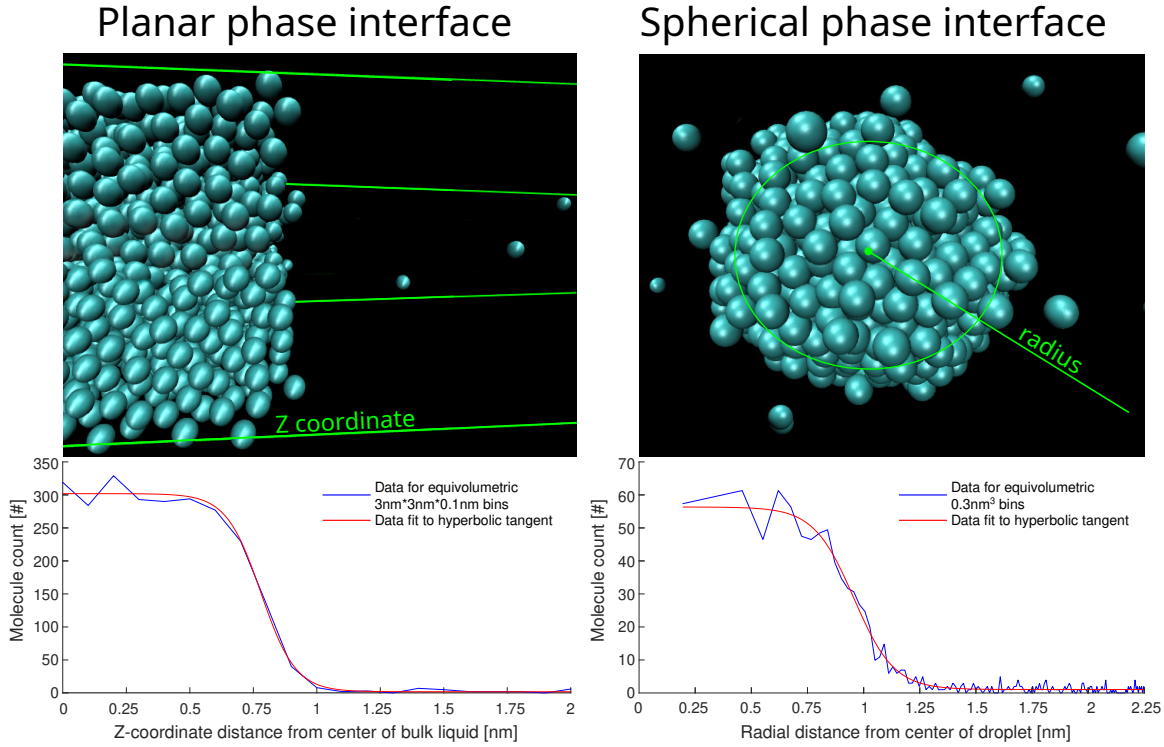 Planar phase interface
Spherical phase interface
Z coordinate
radius
Molecule count [#]
350
300
250
200
150
100
50
0
Data for equivolumetric
3nm*3nm*0.1nm bins
Data fit to hyperbolic tangent
0 0.25 0.5 0.75 1 1.25 1.5 1.75 2
Z-coordinate distance from center of bulk liquid [nm]
Molecule count [#]
70
60
50
40
30
20
10
0
Data for equivolumetric
0.3nm³ bins
Data fit to hyperbolic tangent
0 0.25 0.5 0.75 1 1.25 1.5 1.75 2 2.25
Radial distance from center of droplet [nm]